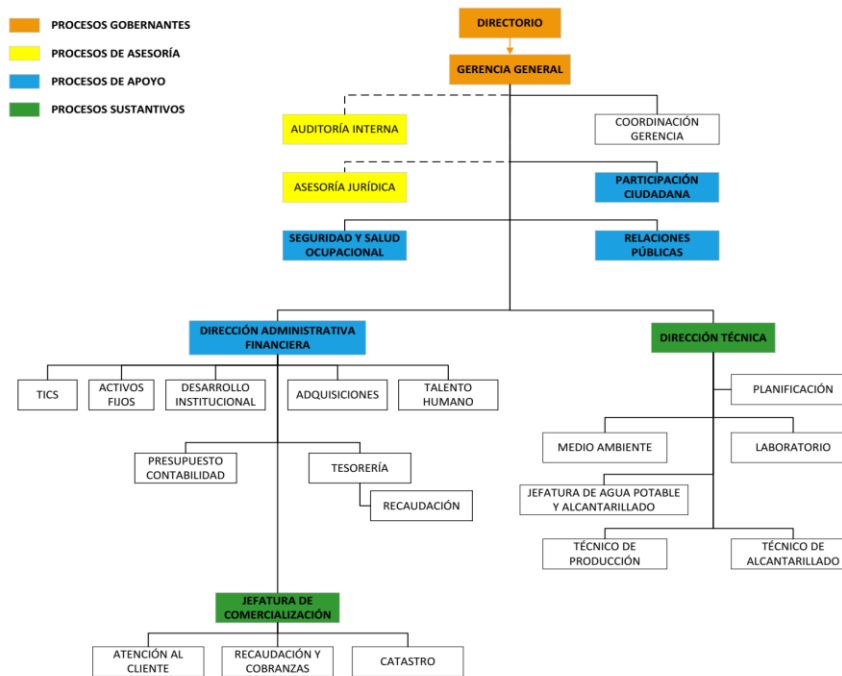 PROCESOS GOBERNANTES
PROCESOS DE ASESORÍA
PROCESOS DE APOYO
PROCESOS SUSTANTIVOS
DIRECTORIO
GERENCIA GENERAL
AUDITORÍA INTERNA
COORDINACIÓN
GERENCIA
ASESORÍA JURÍDICA
PARTICIPACIÓN
CIUDADANA
SEGURIDAD Y SALUD
OCUPACIONAL
RELACIONES
PÚBLICAS
DIRECCIÓN ADMINISTRATIVA
FINANCIERA
DIRECCIÓN TÉCNICA
TICS
ACTIVOS
FIJOS
DESARROLLO
INSTITUCIONAL
ADQUISICIONES
TALENTO
HUMANO
PLANIFICACIÓN
PRESUPUESTO
CONTABILIDAD
TESORERÍA
RECAUDACIÓN
MEDIO AMBIENTE
LABORATORIO
JEFATURA DE AGUA POTABLE
Y ALCANTARILLADO
TÉCNICO DE
PRODUCCIÓN
TÉCNICO DE
ALCANTARILLADO
JEFATURA DE
COMERCIALIZACIÓN
ATENCIÓN AL
CLIENTE
RECAUDACIÓN Y
COBRANZAS
CATASTRO